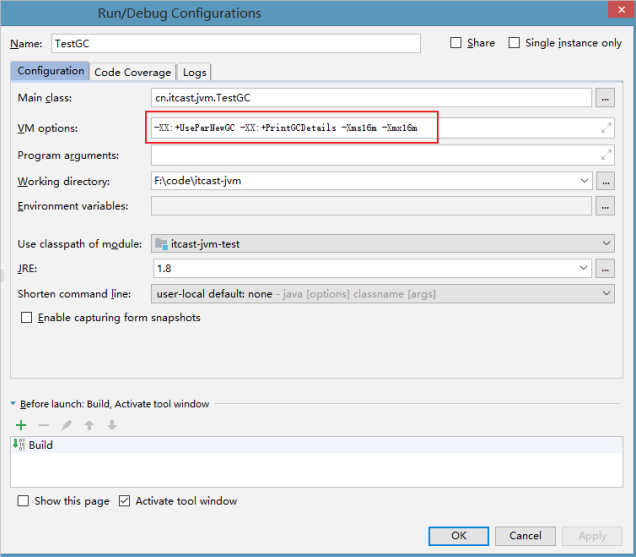 Run/Debug Configurations
Name: TestGC Share Single instance only
Configuration Code Coverage Logs
Main class: cn.itcast.jvm.TestGC ...
VM options: -XX:+UseParNewGC -XX:+PrintGCDetails -Xms16m -Xmx16m
Program arguments:
Working directory: F:\code\itcast-jvm ...
Environment variables: ...
Use classpath of module: itcast-jvm-test
JRE: 1.8 ...
Shorten command line: user-local default: none - java [options] classname [args]
Enable capturing form snapshots
Before launch: Build, Activate tool window
Build
Show this page Activate tool window
OK Cancel Apply